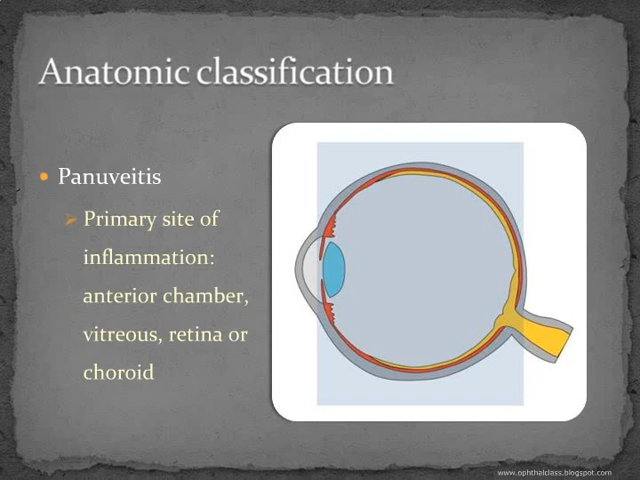 Anatomic classification
Panuveitis
Primary site of
inflammation:
anterior chamber,
vitreous, retina or
choroid
www.ophthalclass.blogspot.com